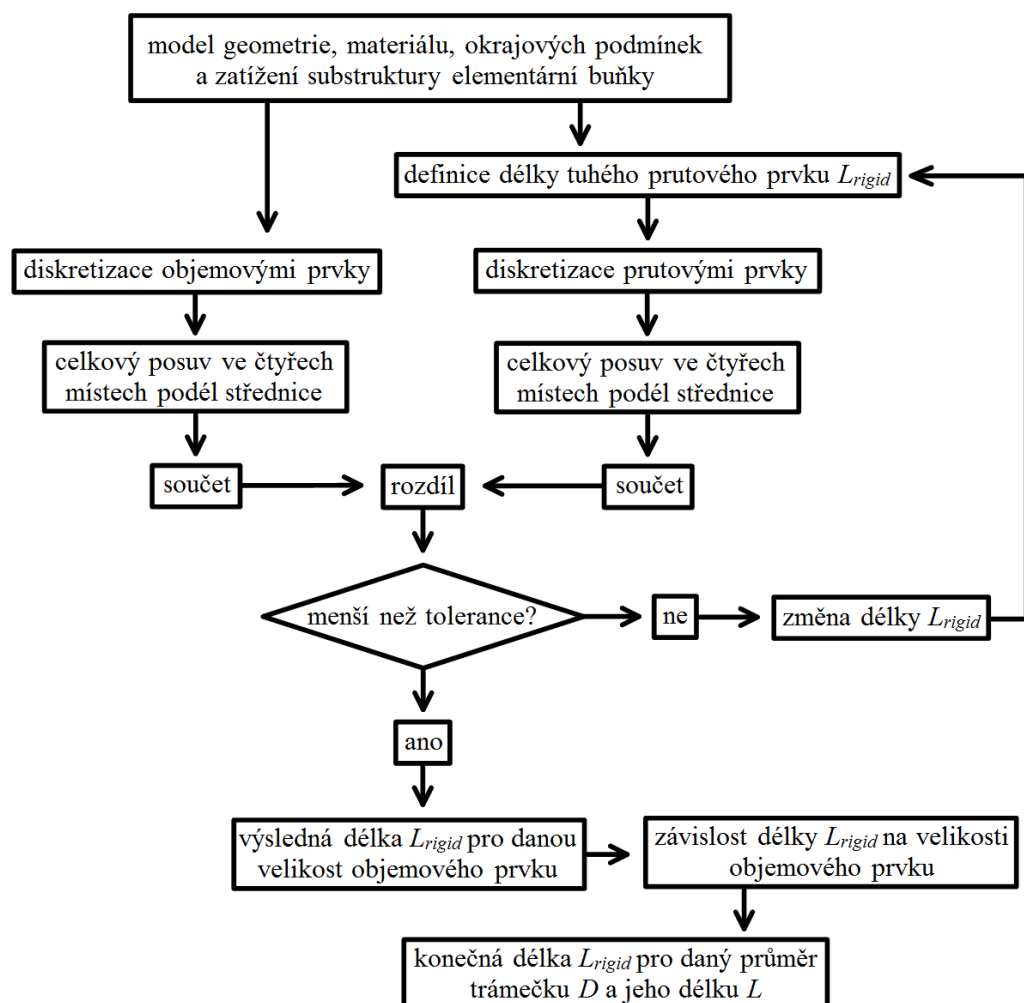 model geometrie, materiálu, okrajových podmínek
a zatížení substruktury elementární buňky
definice délky tuhého prutového prvku Lrigid
diskretizace objemovými prvky
diskretizace prutovými prvky
celkový posuv ve čtyřech
místech podél střednice
celkový posuv ve čtyřech
místech podél střednice
součet
rozdíl
součet
menší než tolerance?
ne
změna délky Lrigid
ano
výsledná délka Lrigid pro danou
velikost objemového prvku
závislost délky Lrigid na velikosti
objemového prvku
konečná délka Lrigid pro daný průměr
trámečku D a jeho délku L